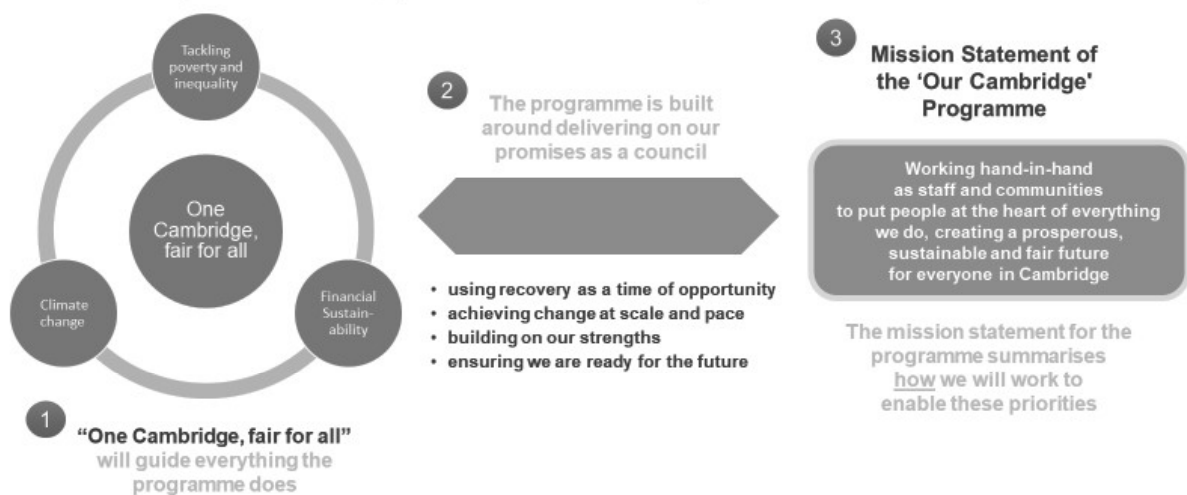 Tackling
poverty and
inequality
One
Cambridge,
fair for all
Climate
change
Financial
Sustain-
ability
1
“One Cambridge, fair for all”
will guide everything the
programme does
2
The programme is built
around delivering on our
promises as a council
• using recovery as a time of opportunity
• achieving change at scale and pace
• building on our strengths
• ensuring we are ready for the future
3
Mission Statement of
the ‘Our Cambridge'
Programme
Working hand-in-hand
as staff and communities
to put people at the heart of everything
we do, creating a prosperous,
sustainable and fair future
for everyone in Cambridge
The mission statement for the
programme summarises
how we will work to
enable these priorities